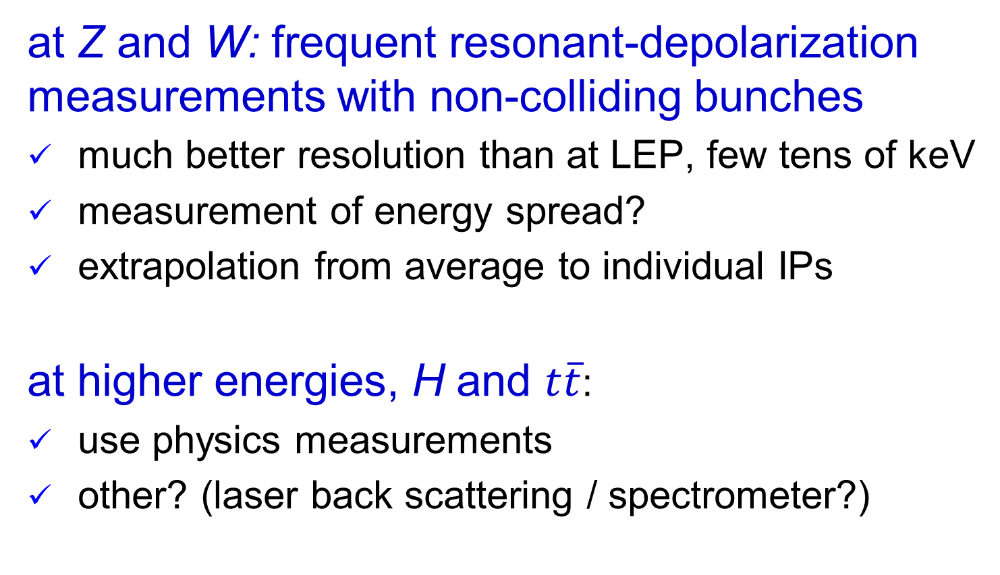 at Z and W: frequent resonant-depolarization
measurements with non-colliding bunches
✓ much better resolution than at LEP, few tens of keV
✓ measurement of energy spread?
✓ extrapolation from average to individual IPs
at higher energies, H and tt̄:
✓ use physics measurements
✓ other? (laser back scattering / spectrometer?)